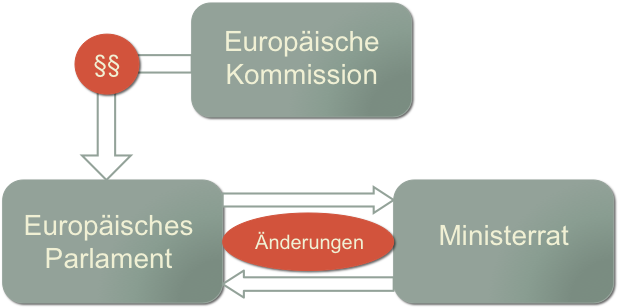 Europäische
Kommission
§§
Europäisches
Parlament
Änderungen
Ministerrat